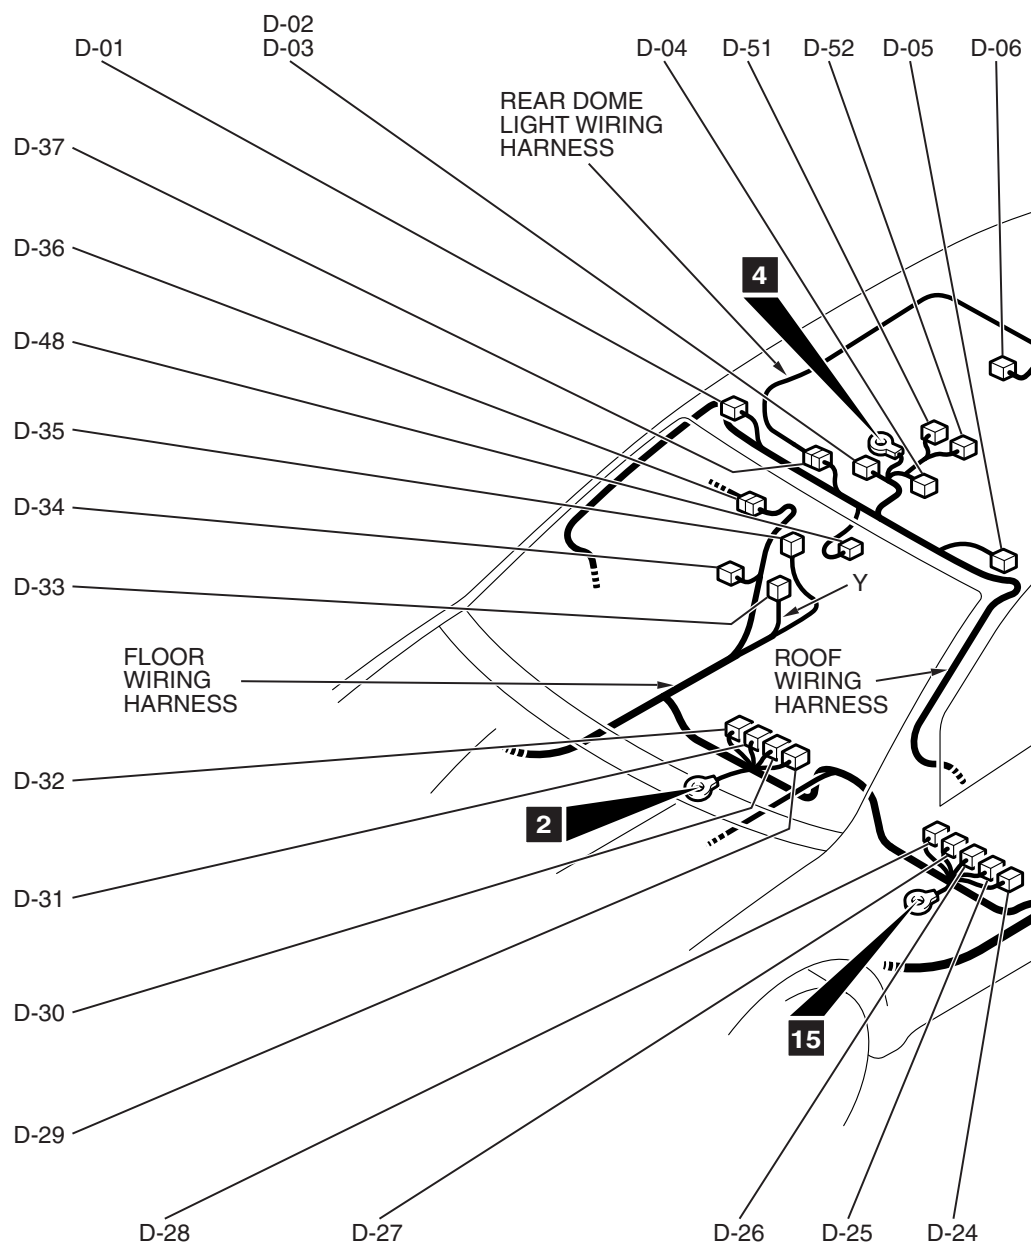 D-02
D-01
D-03
D-04
D-51
D-52
D-05
D-06
REAR DOME
LIGHT WIRING
HARNESS
D-37
D-36
4
D-48
D-35
D-34
D-33
Y
FLOOR
WIRING
HARNESS
ROOF
WIRING
HARNESS
D-32
2
D-31
D-30
15
D-29
D-28
D-27
D-26
D-25
D-24